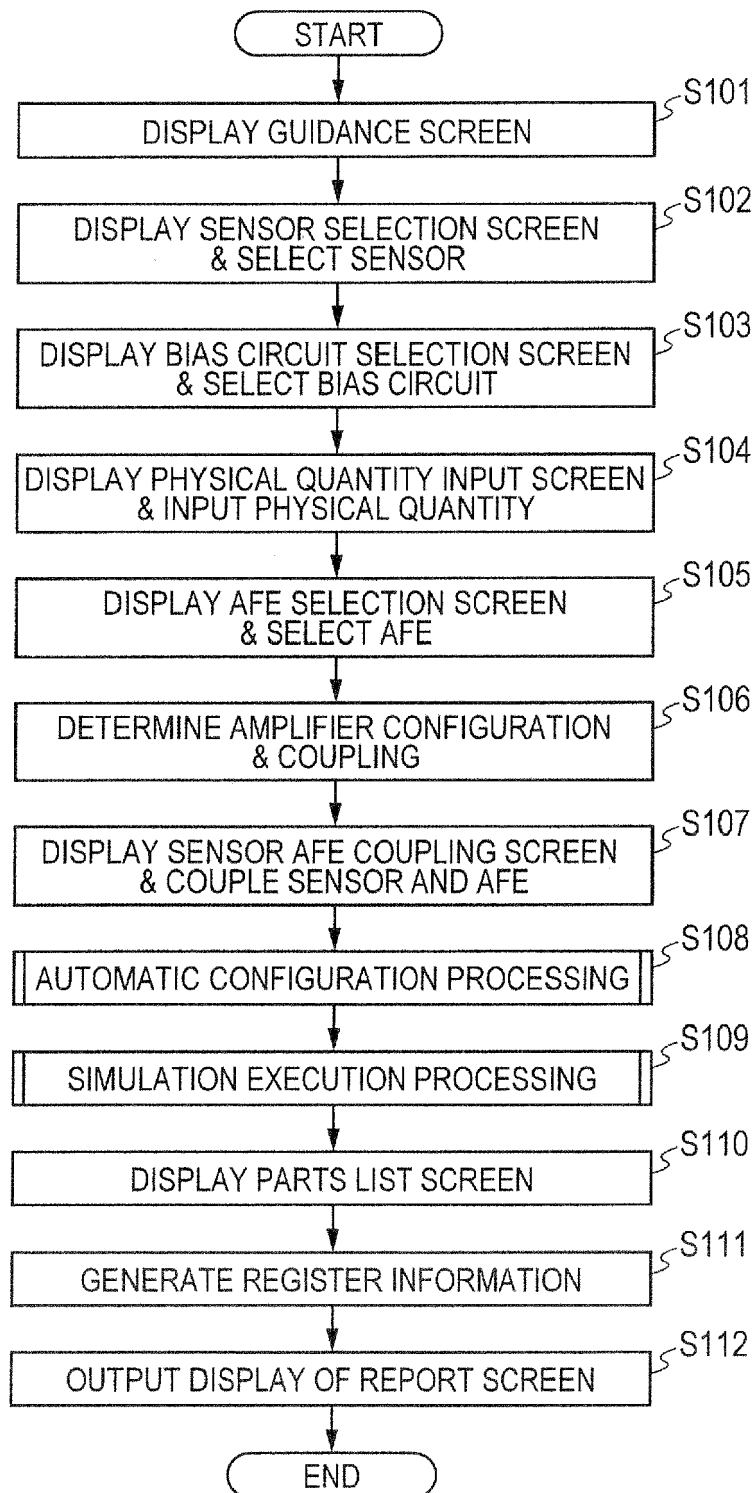 START
S101
DISPLAY GUIDANCE SCREEN
S102
DISPLAY SENSOR SELECTION SCREEN
& SELECT SENSOR
S103
DISPLAY BIAS CIRCUIT SELECTION SCREEN
& SELECT BIAS CIRCUIT
S104
DISPLAY PHYSICAL QUANTITY INPUT SCREEN
& INPUT PHYSICAL QUANTITY
S105
DISPLAY AFE SELECTION SCREEN
& SELECT AFE
S106
DETERMINE AMPLIFIER CONFIGURATION
& COUPLING
S107
DISPLAY SENSOR AFE COUPLING SCREEN
& COUPLE SENSOR AND AFE
S108
AUTOMATIC CONFIGURATION PROCESSING
S109
SIMULATION EXECUTION PROCESSING
S110
DISPLAY PARTS LIST SCREEN
S111
GENERATE REGISTER INFORMATION
S112
OUTPUT DISPLAY OF REPORT SCREEN
END